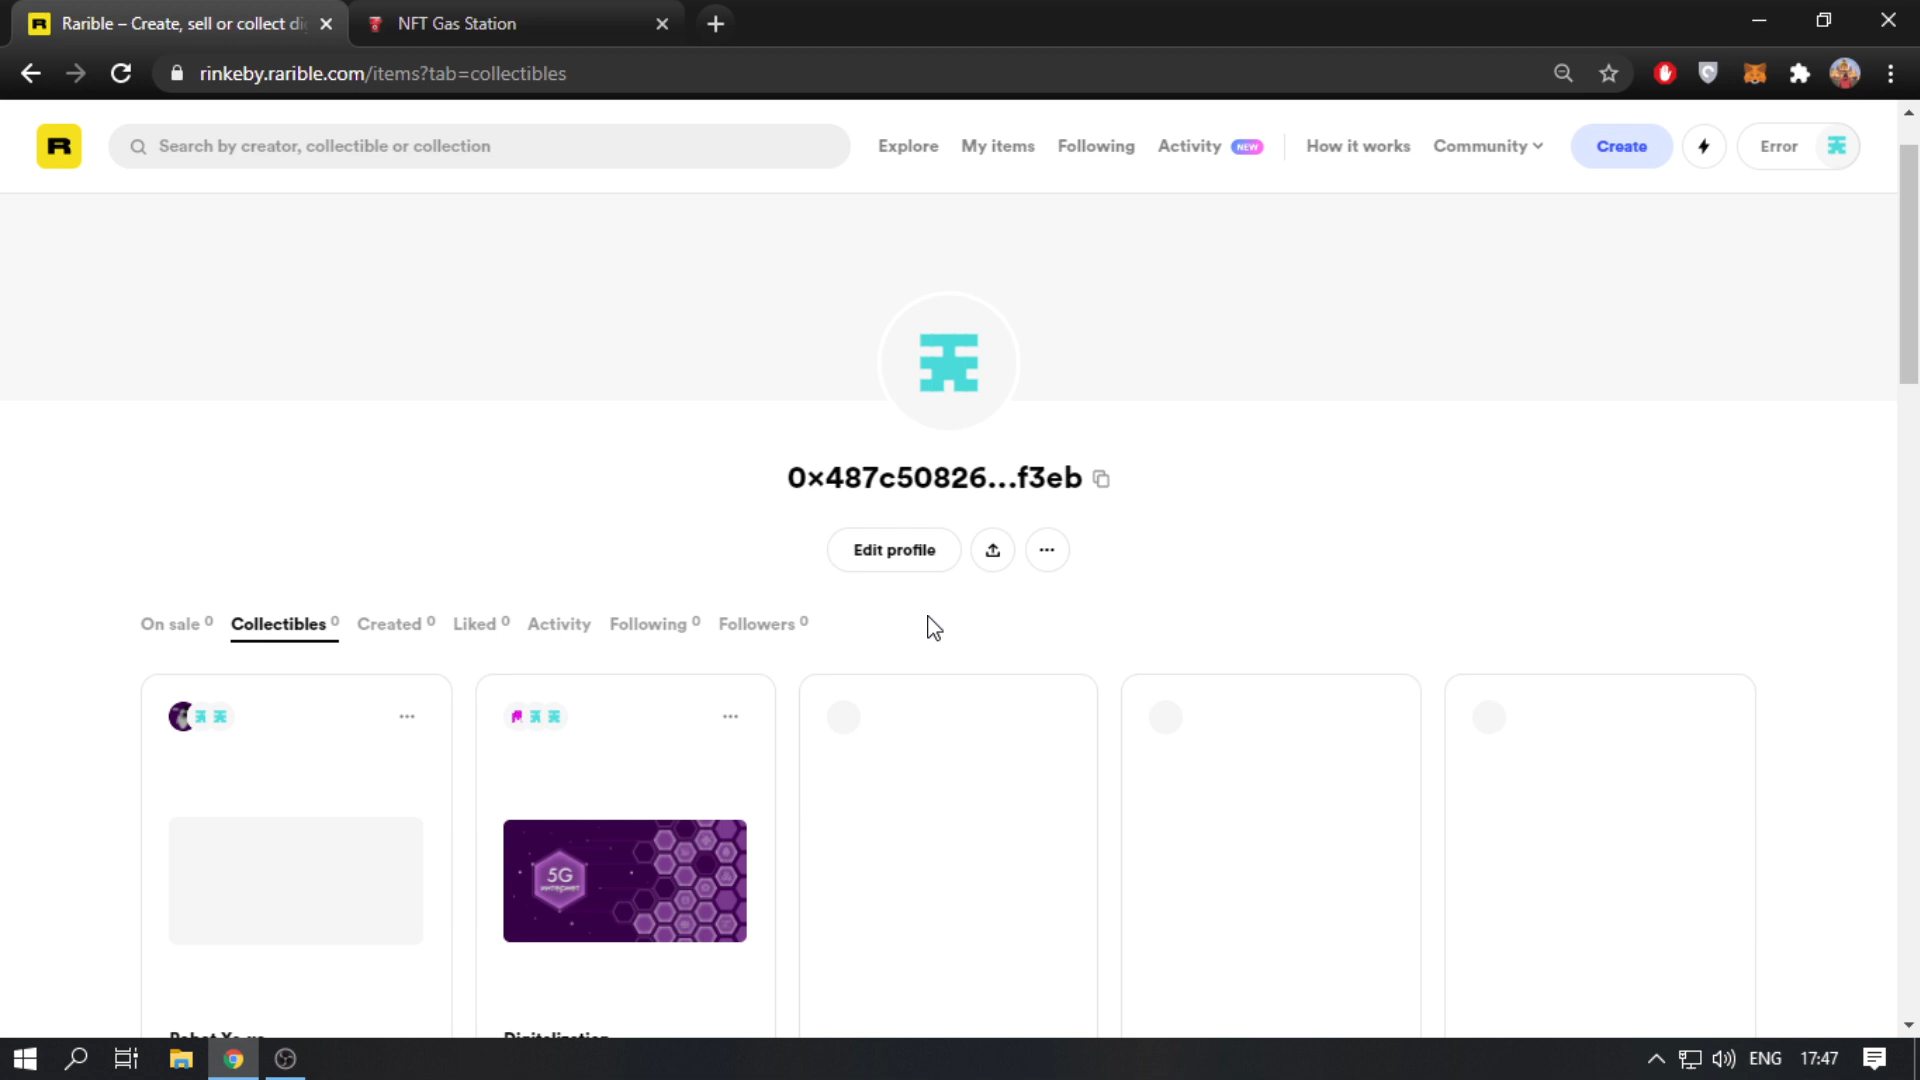 Rarible – Create, sell or collect di
NFT Gas Station
rinkeby.rarible.com/items?tab=collectibles
R
Search by creator, collectible or collection
Explore
My items
Following
Activity NEW
How it works
Community
Create
Error
0x487c50826...f3eb
Edit profile
On sale 0
Collectibles 0
Created 0
Liked 0
Activity
Following 0
Followers 0
5G
интернет
Digitalization
ENG
17:47